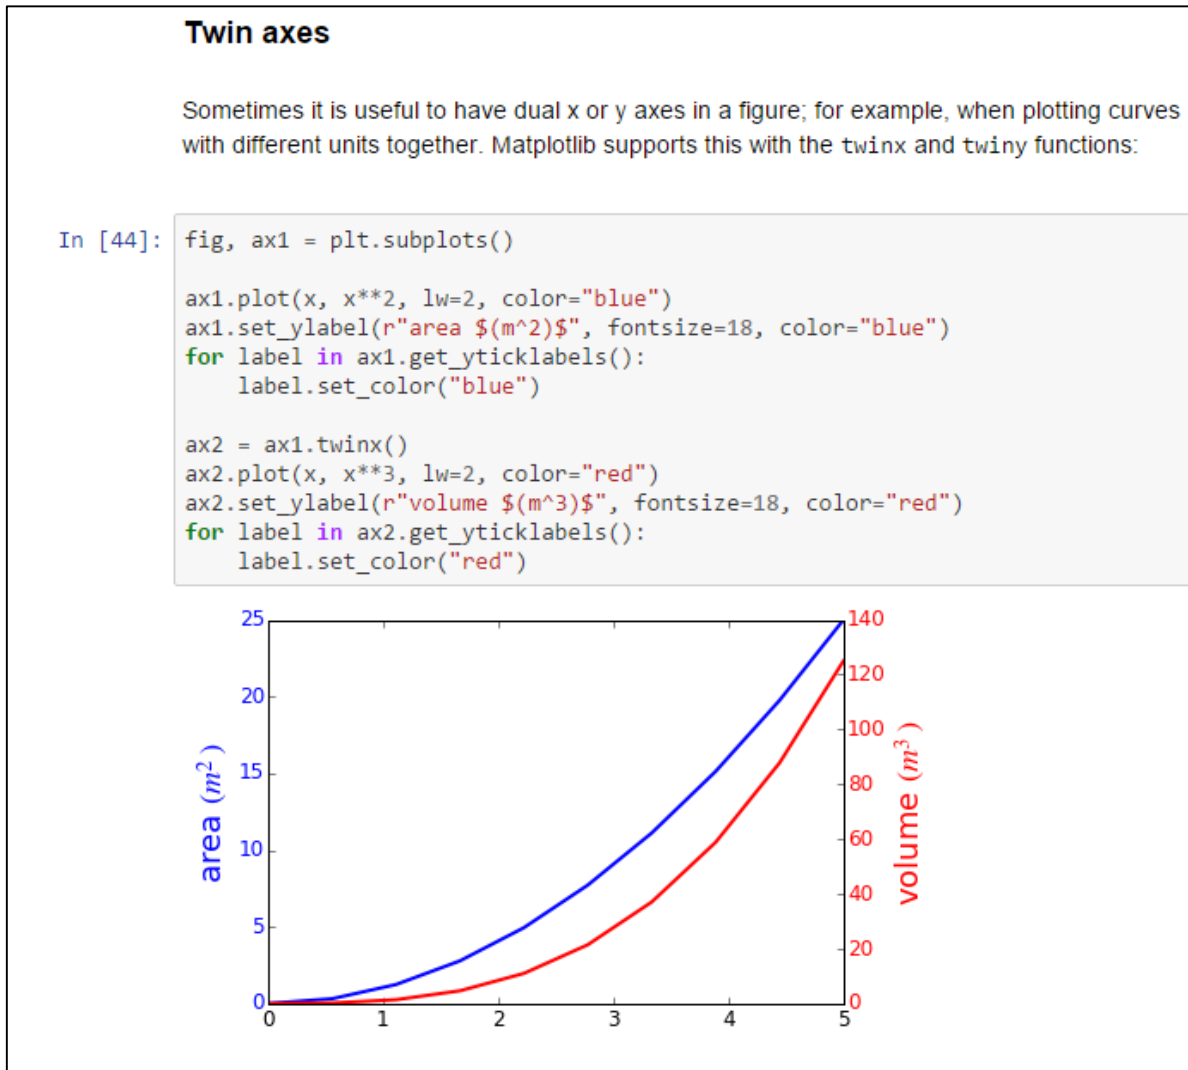 Twin axes
Sometimes it is useful to have dual x or y axes in a figure; for example, when plotting curves
with different units together. Matplotlib supports this with the twinx and twiny functions:
In [44]: fig, ax1 = plt.subplots()
ax1.plot(x, x**2, lw=2, color="blue")
ax1.set_ylabel(r"area $(m^2)$", fontsize=18, color="blue")
for label in ax1.get_yticklabels():
    label.set_color("blue")
ax2 = ax1.twinx()
ax2.plot(x, x**3, lw=2, color="red")
ax2.set_ylabel(r"volume $(m^3)$", fontsize=18, color="red")
for label in ax2.get_yticklabels():
    label.set_color("red")
25
20
15
10
5
0
area (m²)
140
120
100
80
60
40
20
0
volume (m³)
0 1 2 3 4 5